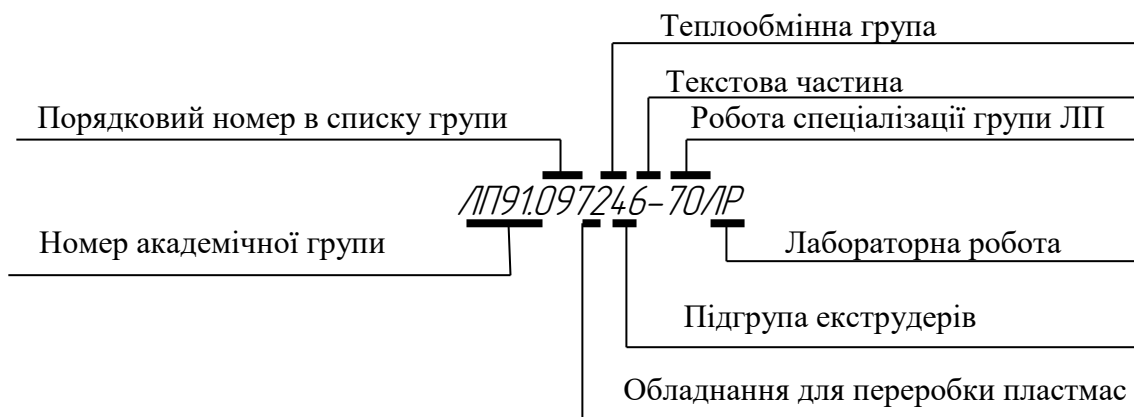 Теплообмінна група
Текстова частина
Порядковий номер в списку групи
Робота спеціалізації групи ЛП
ЛП91.097246-70ЛР
Номер академічної групи
Лабораторна робота
Підгрупа екструдерів
Обладнання для переробки пластмас